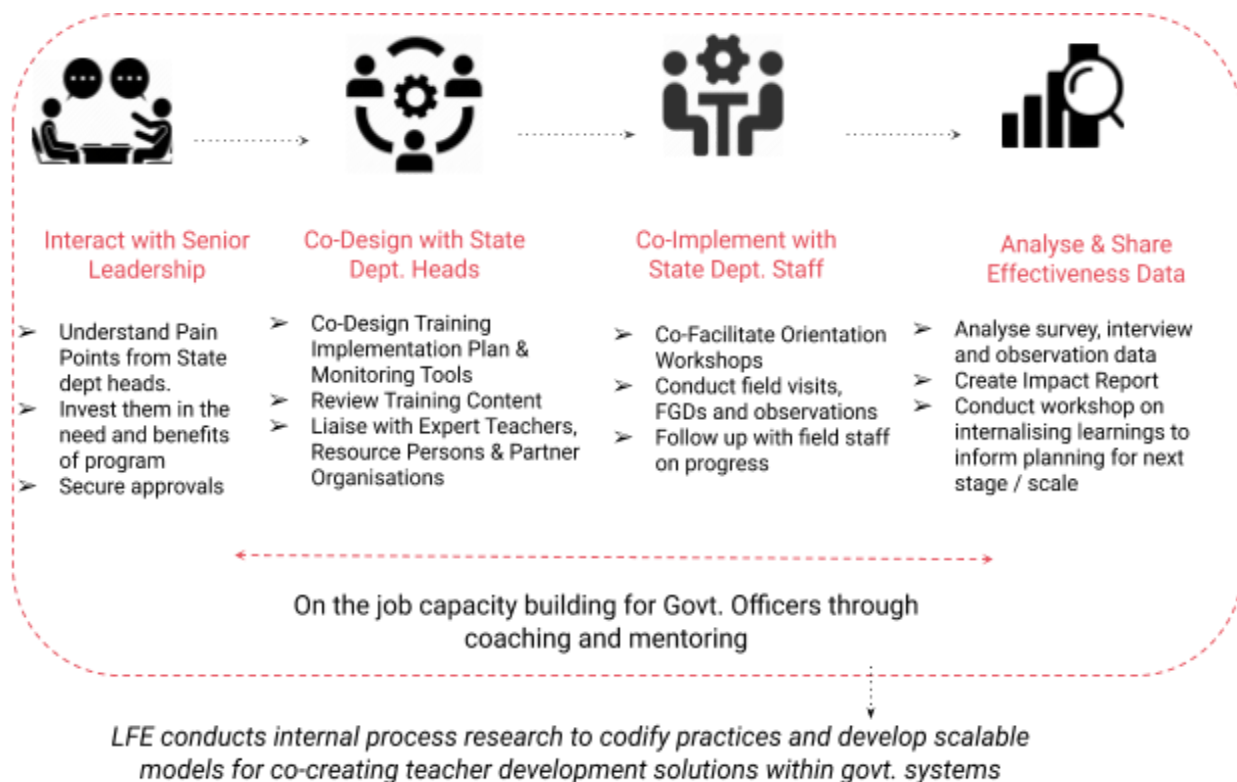 Interact with Senior
Leadership
➢ Understand Pain
Points from State
dept heads.
➢ Invest them in the
need and benefits
of program
➢ Secure approvals
Co-Design with State
Dept. Heads
➢ Co-Design Training
Implementation Plan &
Monitoring Tools
➢ Review Training Content
➢ Liaise with Expert Teachers,
Resource Persons & Partner
Organisations
Co-Implement with
State Dept. Staff
➢ Co-Facilitate Orientation
Workshops
➢ Conduct field visits,
FGDs and observations
➢ Follow up with field staff
on progress
Analyse & Share
Effectiveness Data
➢ Analyse survey, interview
and observation data
➢ Create Impact Report
➢ Conduct workshop on
internalising learnings to
inform planning for next
stage / scale
On the job capacity building for Govt. Officers through
coaching and mentoring
LFE conducts internal process research to codify practices and develop scalable
models for co-creating teacher development solutions within govt. systems